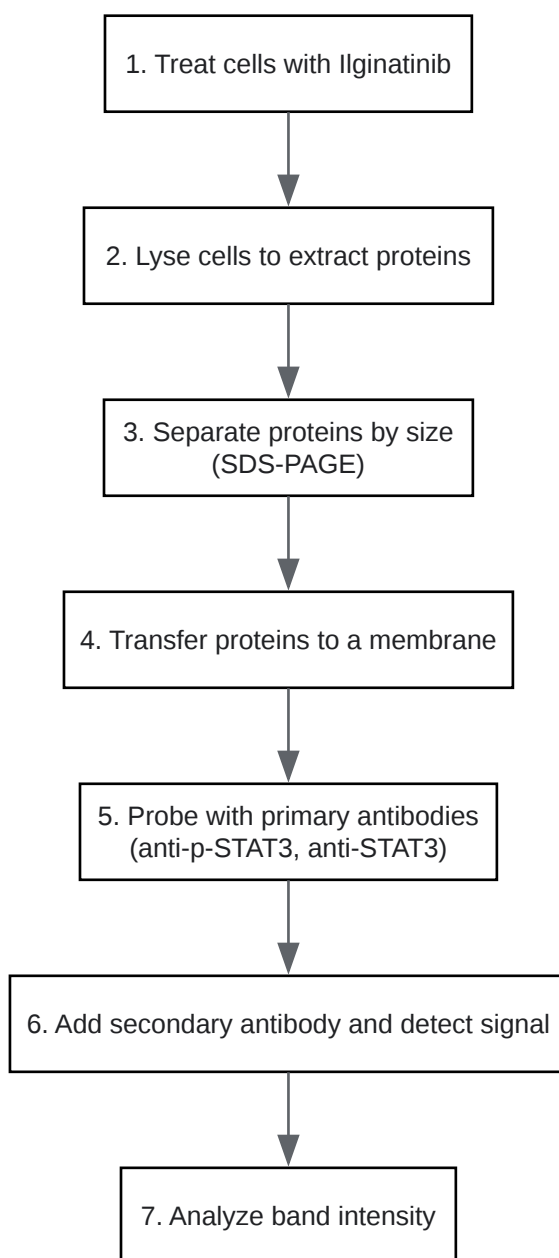 1. Treat cells with Ilginatinib
2. Lyse cells to extract proteins
3. Separate proteins by size
(SDS-PAGE)
4. Transfer proteins to a membrane
5. Probe with primary antibodies
(anti-p-STAT3, anti-STAT3)
6. Add secondary antibody and detect signal
7. Analyze band intensity